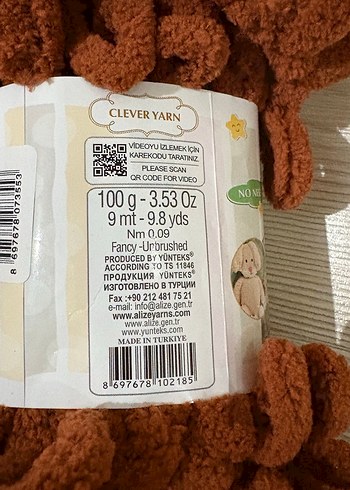 CLEVER YARN
VİDEOYU İZLEMEK İÇİN
KAREKODU TARATINIZ.
PLEASE SCAN
QR CODE FOR VIDEO
100 g - 3.53 Oz
9 mt - 9.8 yds
Nm 0.09
Fancy -Unbrushed
PRODUCED BY YÜNTEKS®
ACCORDING TO TS 11846
ПРОДУКЦИЯ YÜNTEKS®
ИЗГОТОВЛЕНО В ТУРЦИИ
Fax :+90 212 481 75 21
e-mail: info@alize.gen.tr
www.alizeyarns.com
www.alize.gen.tr
www.yunteks.com
MADE IN TURKIYE
8 697678 102185
8 697678 073553
NO